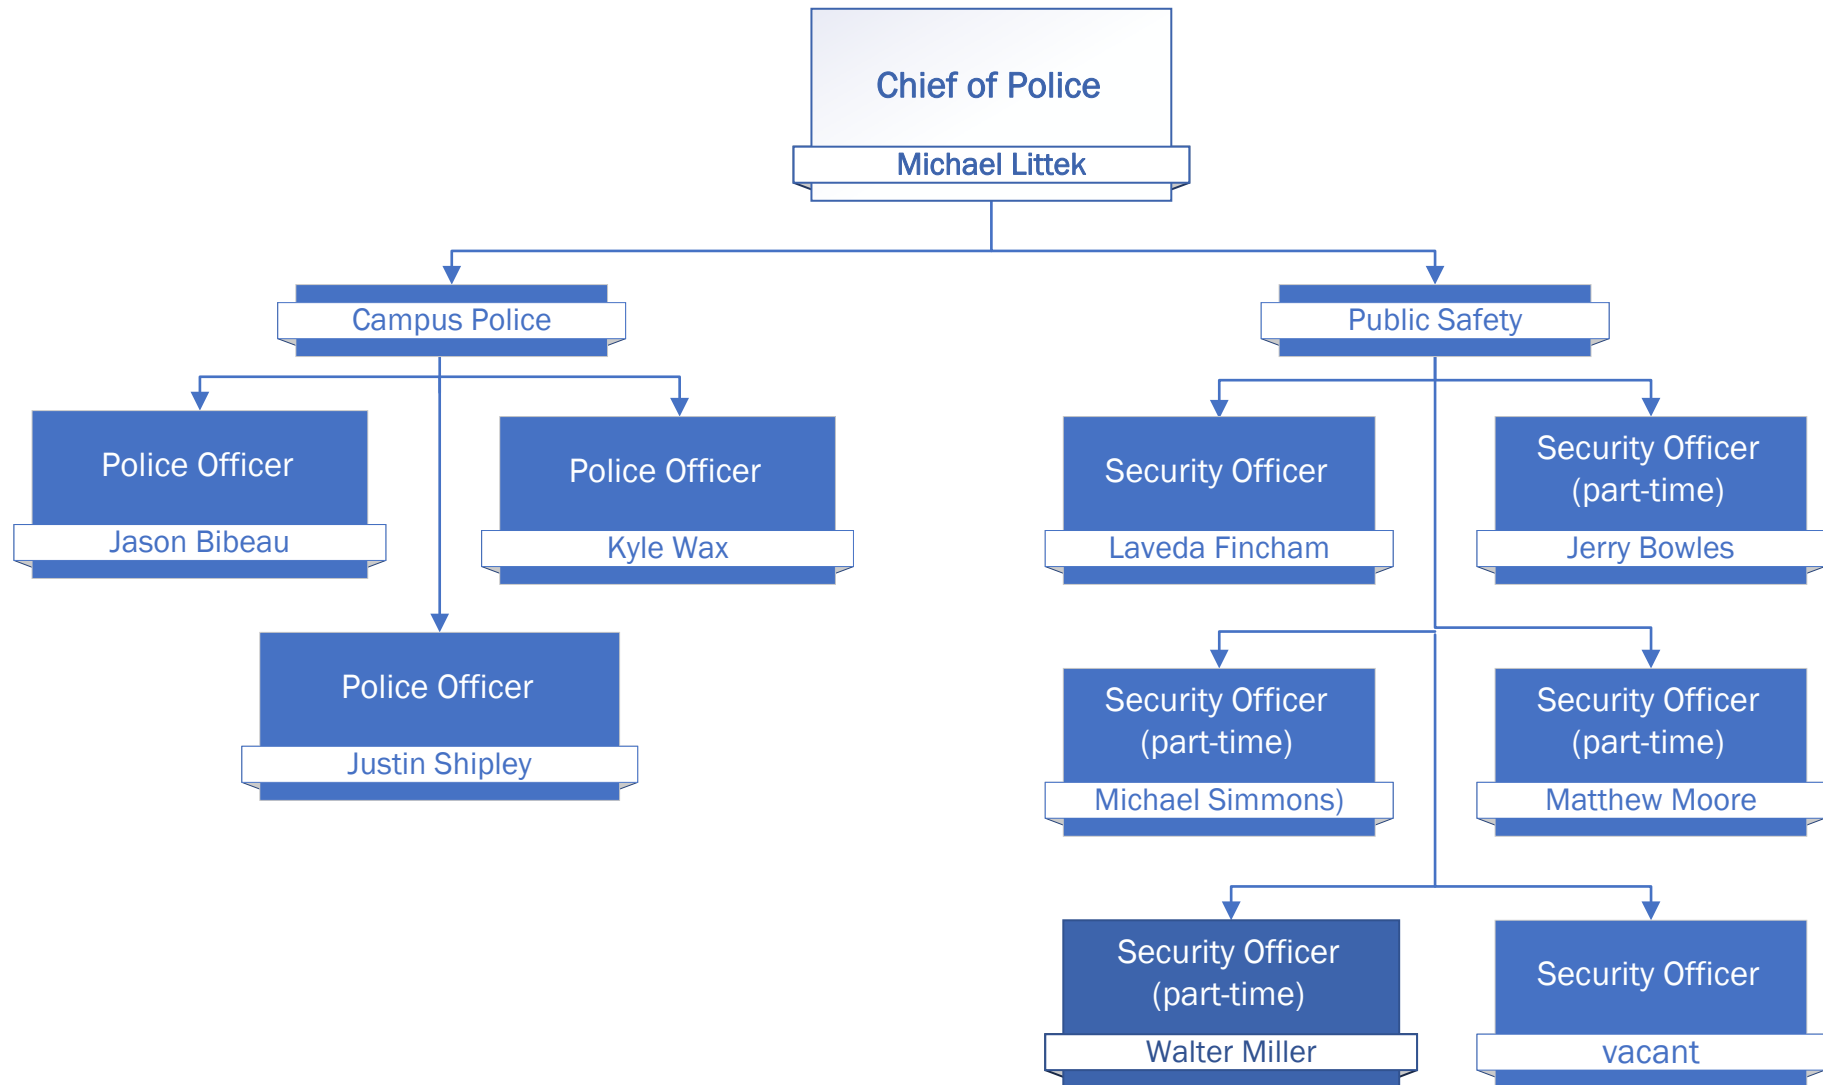 Chief of Police
Michael Littek
Campus Police
Public Safety
Police Officer
Jason Bibeau
Police Officer
Kyle Wax
Security Officer
Laveda Fincham
Security Officer
(part-time)
Jerry Bowles
Police Officer
Justin Shipley
Security Officer
(part-time)
Michael Simmons)
Security Officer
(part-time)
Matthew Moore
Security Officer
(part-time)
Walter Miller
Security Officer
vacant